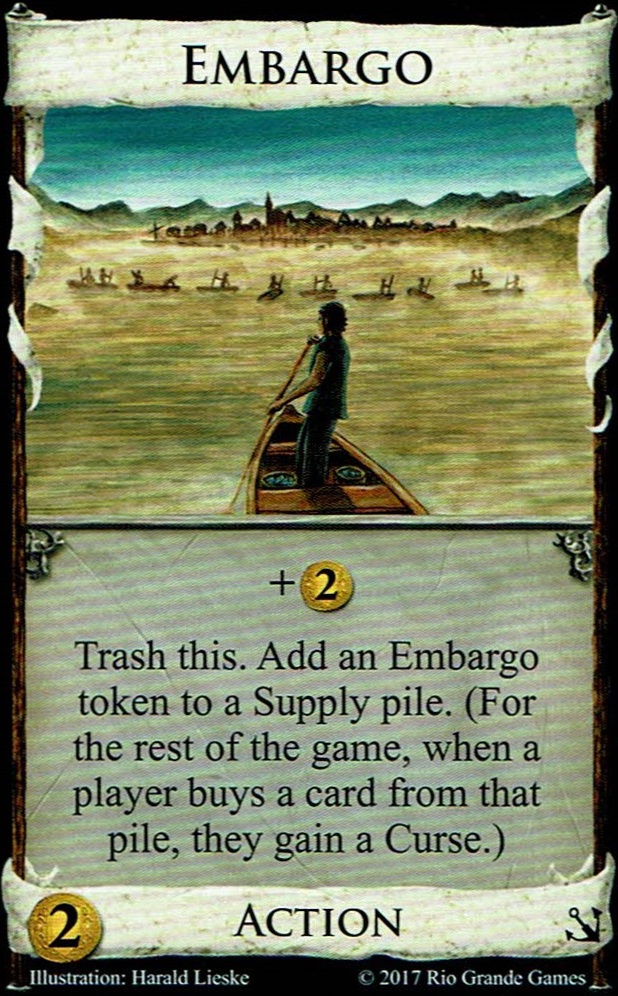 EMBARGO
+2
Trash this. Add an Embargo
token to a Supply pile. (For
the rest of the game, when a
player buys a card from that
pile, they gain a Curse.)
2 ACTION
Illustration: Harald Lieske © 2017 Rio Grande Games